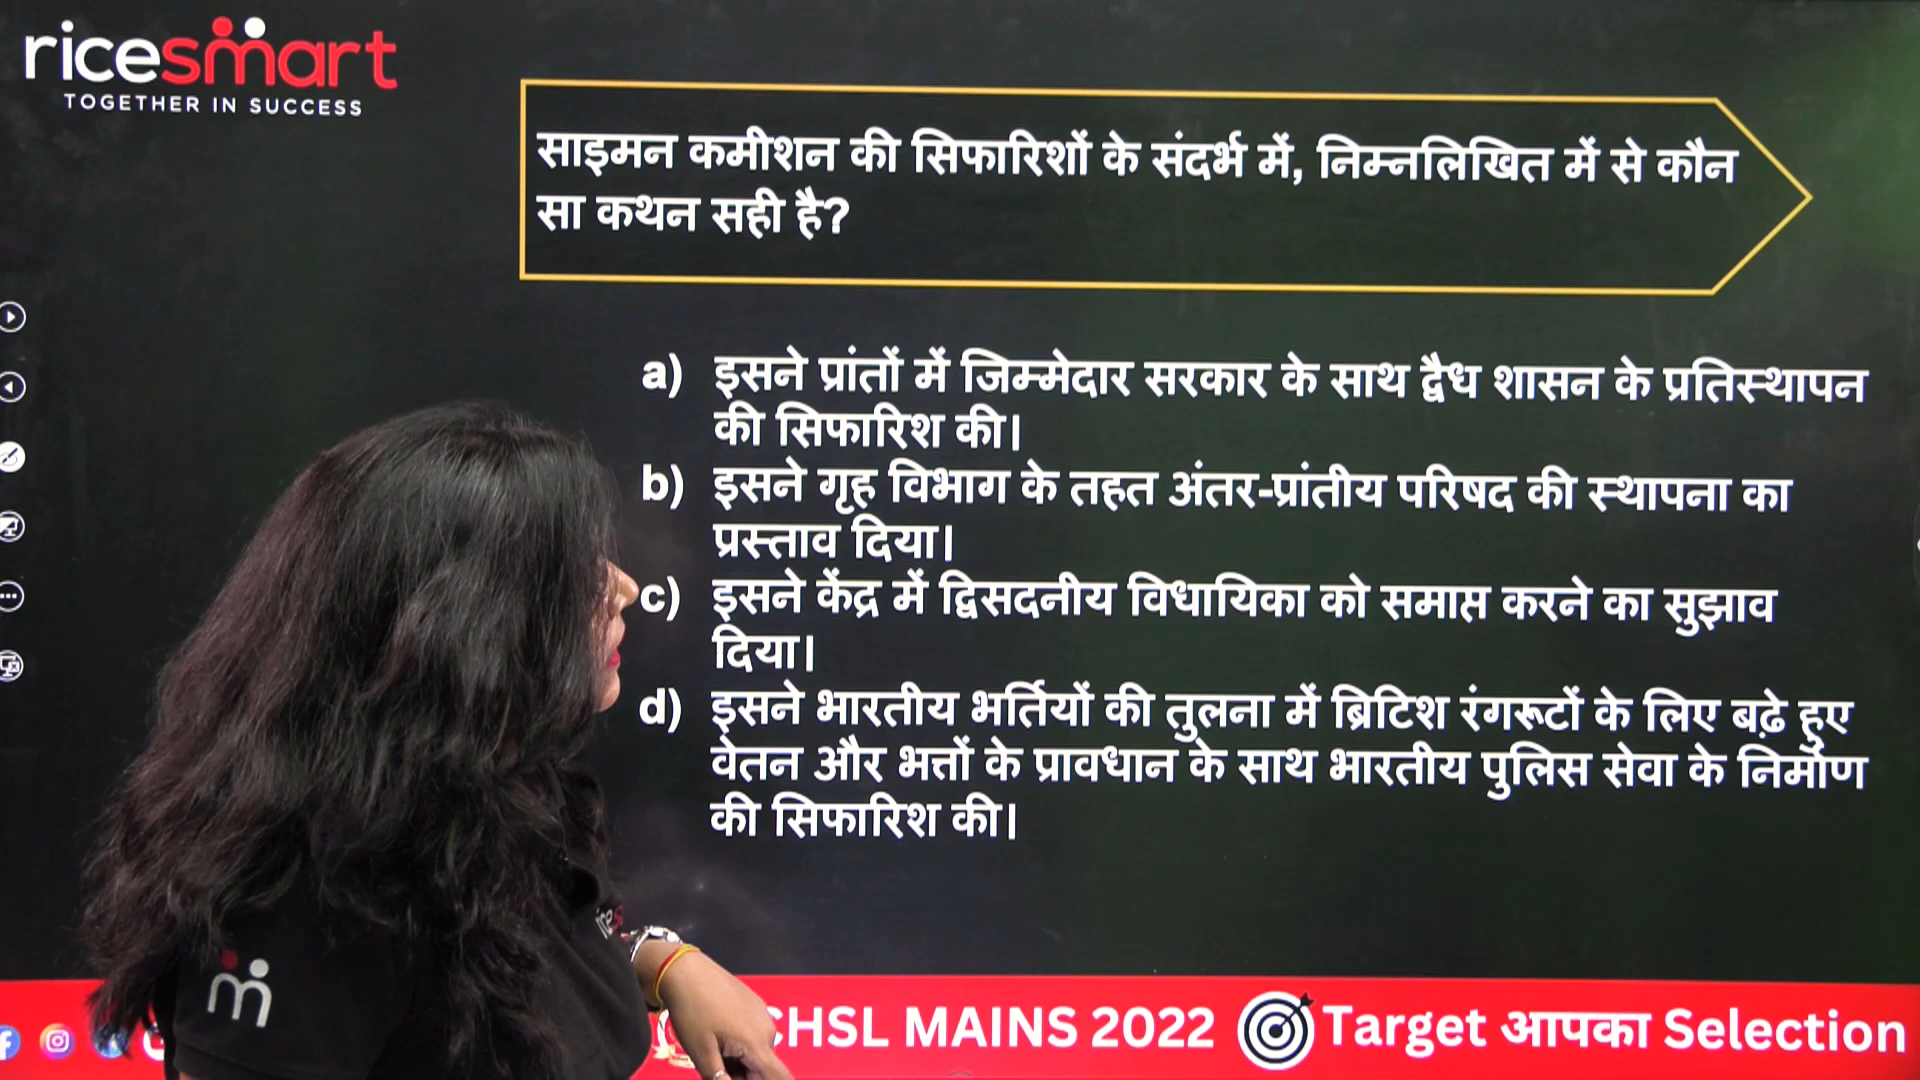 ricesmart
TOGETHER IN SUCCESS
साइमन कमीशन की सिफारिशों के संदर्भ में, निम्नलिखित में से कौन
सा कथन सही है?
a) इसने प्रांतों में जिम्मेदार सरकार के साथ द्वैध शासन के प्रतिस्थापन
की सिफारिश की।
b) इसने गृह विभाग के तहत अंतर-प्रांतीय परिषद की स्थापना का
प्रस्ताव दिया।
c) इसने केंद्र में द्विसदनीय विधायिका को समाप्त करने का सुझाव
दिया।
d) इसने भारतीय भर्तियों की तुलना में ब्रिटिश रंगरूटों के लिए बढ़े हुए
वेतन और भत्तों के प्रावधान के साथ भारतीय पुलिस सेवा के निर्माण
की सिफारिश की।
CHSL MAINS 2022 Target आपका Selection